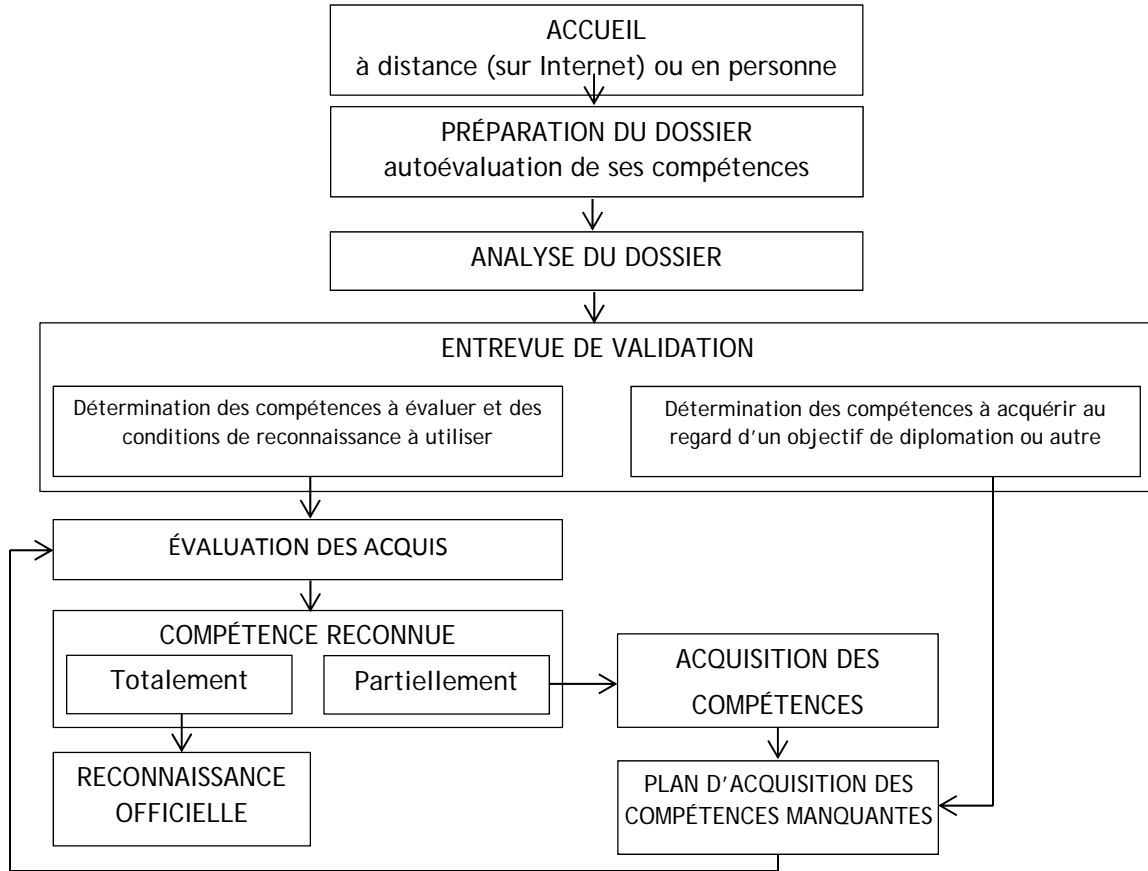 ACCUEIL
à distance (sur Internet) ou en personne
PRÉPARATION DU DOSSIER
autoévaluation de ses compétences
ANALYSE DU DOSSIER
ENTREVUE DE VALIDATION
Détermination des compétences à évaluer et des
conditions de reconnaissance à utiliser
Détermination des compétences à acquérir au
regard d'un objectif de diplomation ou autre
ÉVALUATION DES ACQUIS
COMPÉTENCE RECONNUE
Totalement
Partiellement
ACQUISITION DES
COMPÉTENCES
RECONNAISSANCE
OFFICIELLE
PLAN D'ACQUISITION DES
COMPÉTENCES MANQUANTES